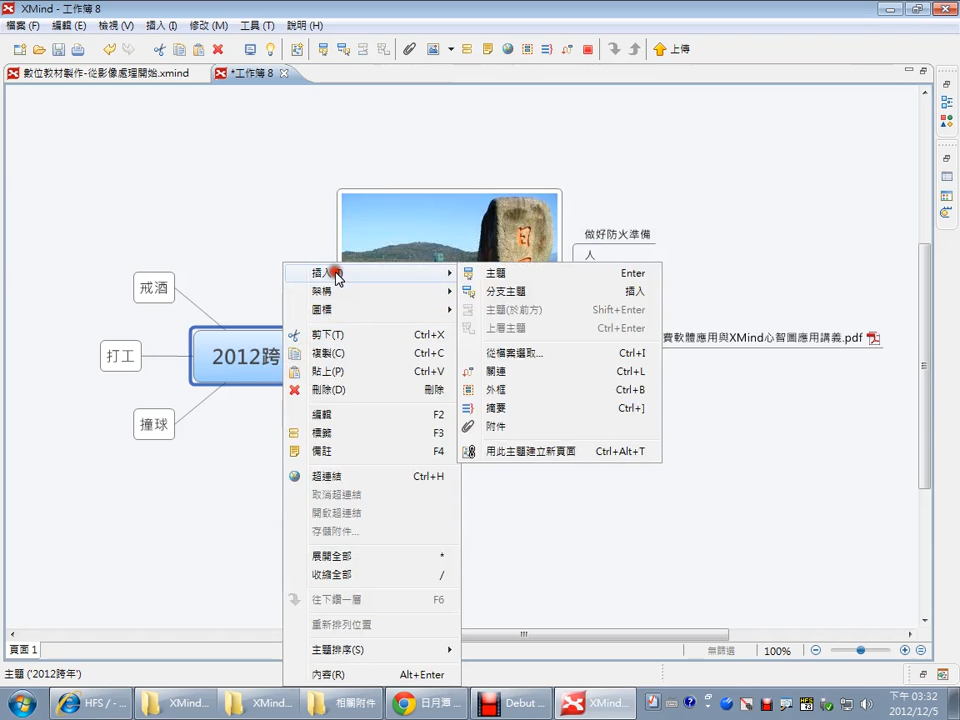 XMind - 工作簿 8
檔案 (F) 編輯 (E) 檢視 (V) 插入 (I) 修改 (M) 工具 (T) 說明 (H)
上傳
數位教材製作-從影像處理開始.xmind
*工作簿 8
做好防火準備
人
費軟體應用與XMind心智圖應用講義.pdf
戒酒
打工
撞球
2012跨
插入(I)
架構
圖標
剪下(T) Ctrl+X
複製(C) Ctrl+C
貼上(P) Ctrl+V
刪除(D) 刪除
編輯 F2
標籤 F3
備註 F4
超連結 Ctrl+H
取消超連結
開啟超連結
存儲附件...
展開全部 *
收縮全部 /
往下鑽一層 F6
重新排列位置
主題排序(S)
內容(R) Alt+Enter
主題 Enter
分支主題 插入
主題(於前方) Shift+Enter
上層主題 Ctrl+Enter
從檔案選取... Ctrl+I
關連 Ctrl+L
外框 Ctrl+B
摘要 Ctrl+]
附件
用此主題建立新頁面 Ctrl+Alt+T
頁面 1
無篩選
100%
主題 ('2012跨年')
HFS / - ...
XMind...
XMind...
相關附件
日月潭 ...
Debut ...
XMind...
下午 03:32
2012/12/5